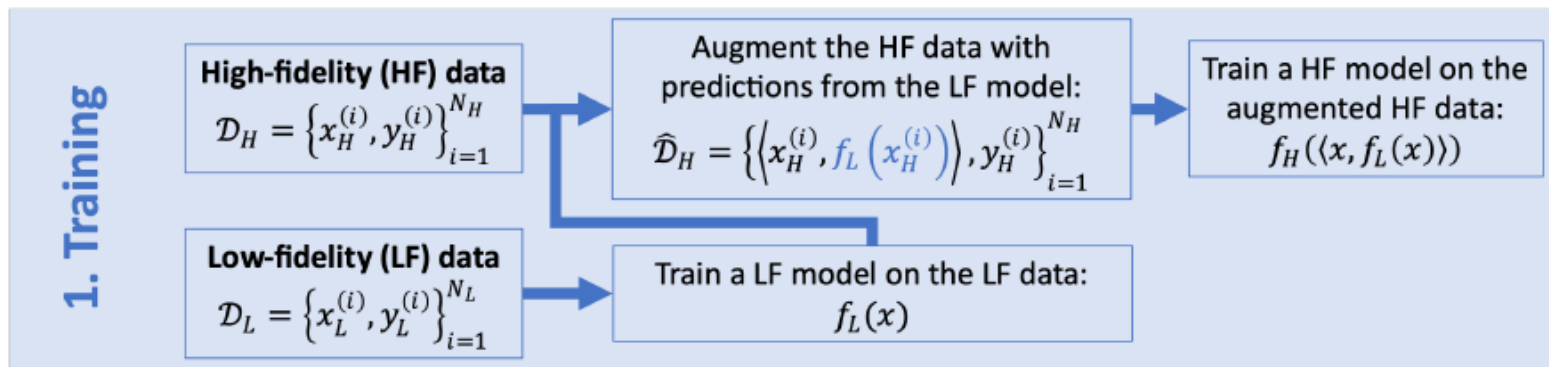 1. Training
High-fidelity (HF) data
𝒟_H = {x_H^{(i)}, y_H^{(i)}}_{i=1}^{N_H}
Augment the HF data with
predictions from the LF model:
𝒟̂_H = {⟨x_H^{(i)}, f_L(x_H^{(i)})⟩, y_H^{(i)}}_{i=1}^{N_H}
Train a HF model on the
augmented HF data:
f_H(⟨x, f_L(x)⟩)
Low-fidelity (LF) data
𝒟_L = {x_L^{(i)}, y_L^{(i)}}_{i=1}^{N_L}
Train a LF model on the LF data:
f_L(x)